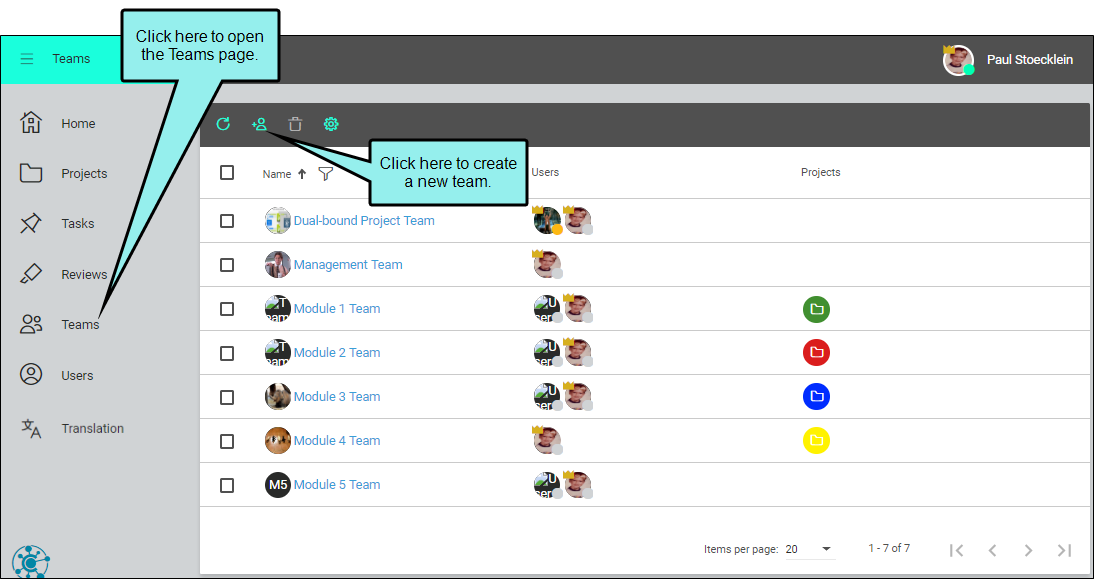 Click here to open
the Teams page.
Teams
Paul Stoecklein
Home
Projects
Tasks
Reviews
Teams
Users
Translation
Click here to create
a new team.
Name
Users
Projects
Dual-bound Project Team
Management Team
Module 1 Team
Module 2 Team
Module 3 Team
Module 4 Team
M5 Module 5 Team
Items per page: 20
1 - 7 of 7